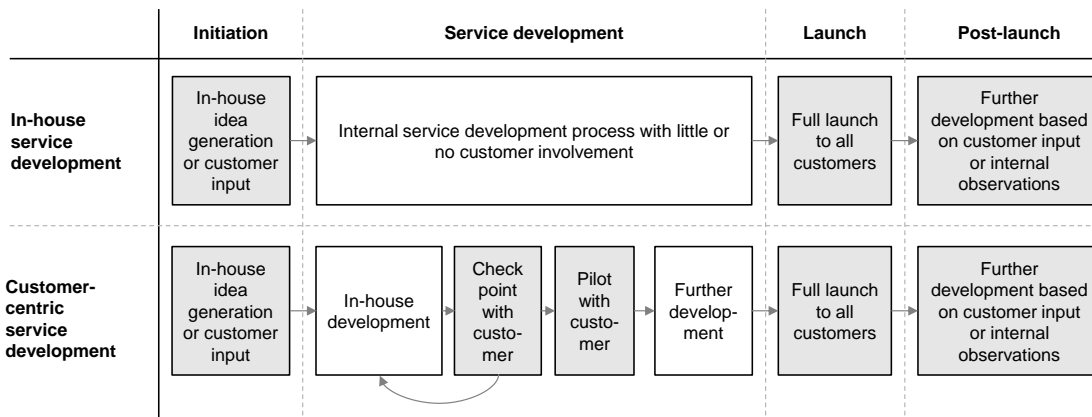 Initiation
Service development
Launch
Post-launch
In-house
service
development
In-house
idea
generation
or customer
input
Internal service development process with little or
no customer involvement
Full launch
to all
customers
Further
development based
on customer input
or internal
observations
Customer-
centric
service
development
In-house
idea
generation
or customer
input
In-house
development
Check
point
with
custo-
mer
Pilot
with
custo-
mer
Further
develop-
ment
Full launch
to all
customers
Further
development based
on customer input
or internal
observations